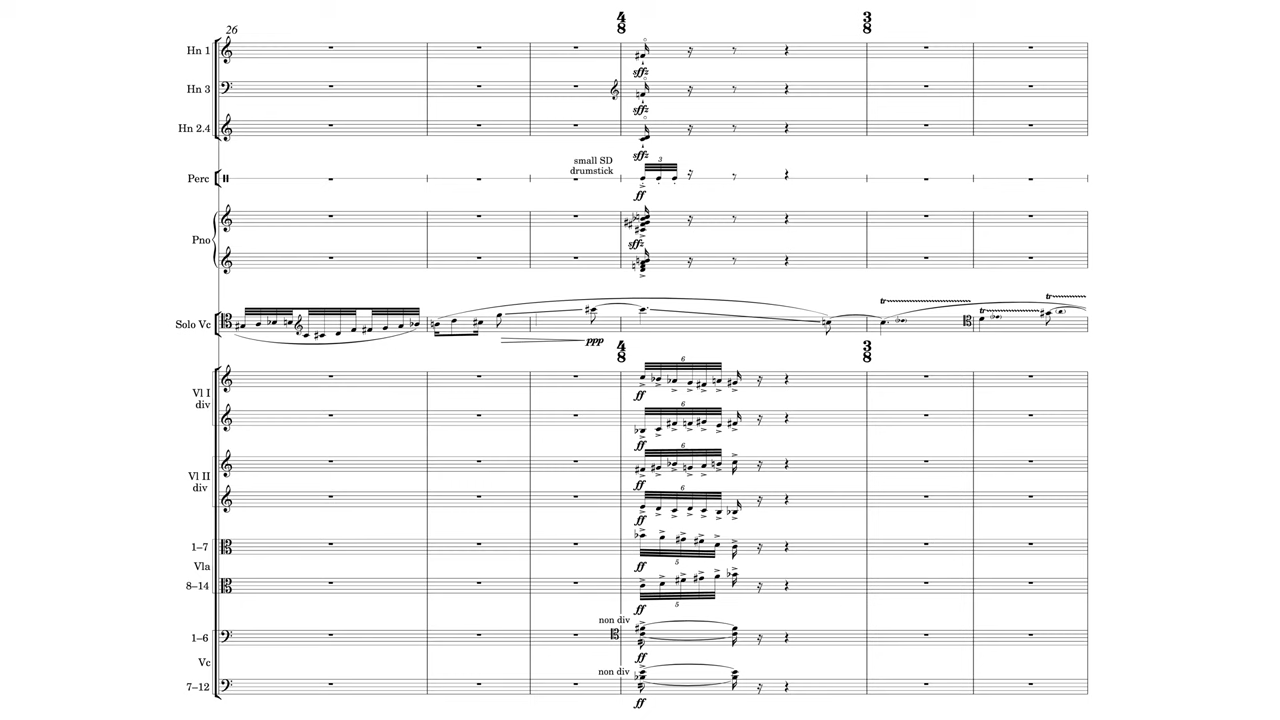 26
4
8
3
8
Hn 1
sffz
Hn 3
sffz
Hn 2.4
sffz
small SD
drumstick
3
Perc
ff
Pno
sffz
Solo Vc
tr
tr
tr
ppp
4
8
3
8
6
Vl I
div
ff
6
ff
6
Vl II
div
ff
6
ff
1–7
5
ff
Vla
8–14
5
ff
non div
1–6
ff
Vc
non div
7–12
ff